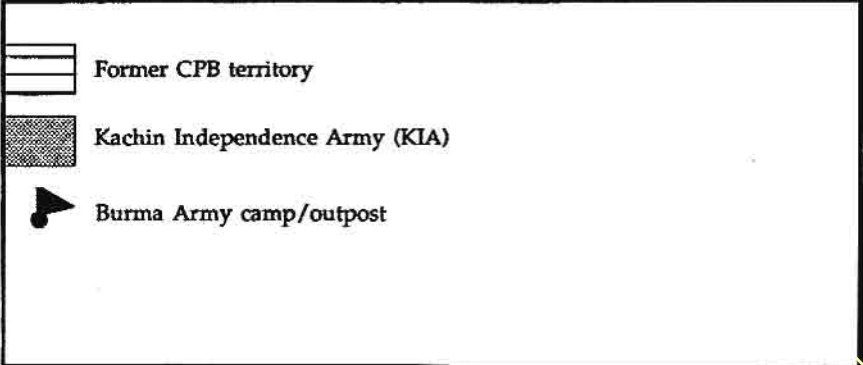 Former CPB territory
Kachin Independence Army (KIA)
Burma Army camp/outpost